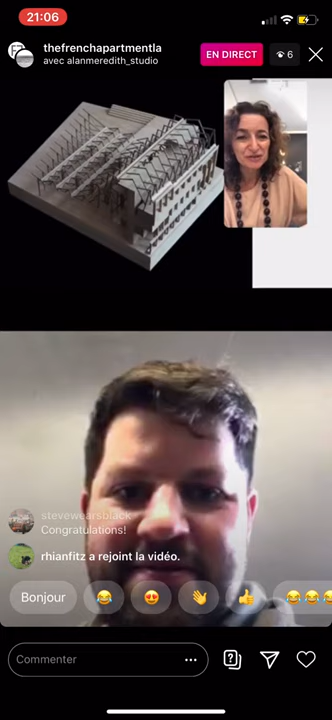 21:06
thefrenchapartmentla
avec alanmeredith_studio
EN DIRECT
6
stevewearsblack
Congratulations!
rhianfitz a rejoint la vidéo.
Bonjour
Commenter